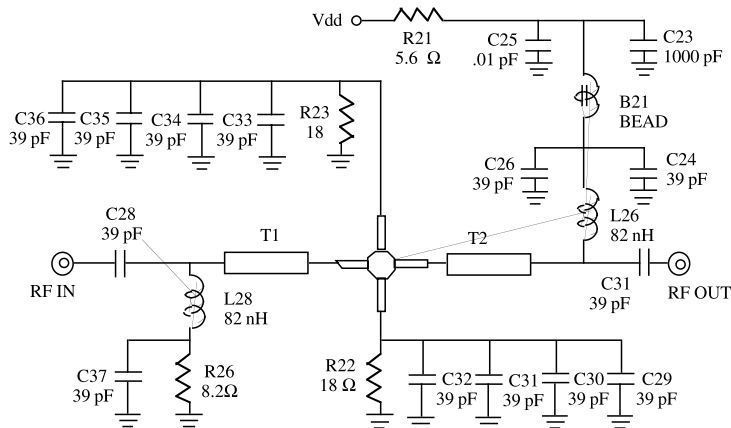 Vdd
R21
5.6 Ω
C25
.01 pF
C23
1000 pF
B21
BEAD
C36
39 pF
C35
39 pF
C34
39 pF
C33
39 pF
R23
18
C26
39 pF
C24
39 pF
C28
39 pF
T1
T2
L26
82 nH
RF IN
L28
82 nH
C31
39 pF
RF OUT
C37
39 pF
R26
8.2Ω
R22
18 Ω
C32
39 pF
C31
39 pF
C30
39 pF
C29
39 pF